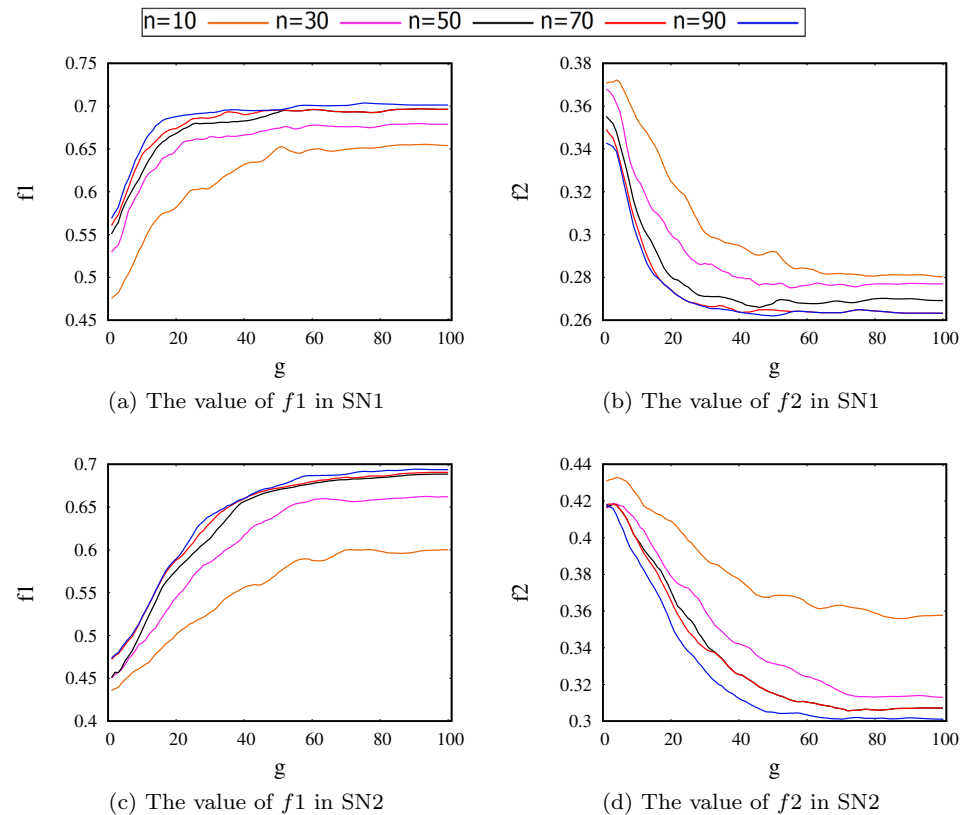 n=10 n=30 n=50 n=70 n=90
0.75
0.7
0.65
0.6
0.55
0.5
0.45
f1
0 20 40 60 80 100
g
(a) The value of f1 in SN1
0.38
0.36
0.34
0.32
0.3
0.28
0.26
f2
0 20 40 60 80 100
g
(b) The value of f2 in SN1
0.7
0.65
0.6
0.55
0.5
0.45
0.4
f1
0 20 40 60 80 100
g
(c) The value of f1 in SN2
0.44
0.42
0.4
0.38
0.36
0.34
0.32
0.3
f2
0 20 40 60 80 100
g
(d) The value of f2 in SN2